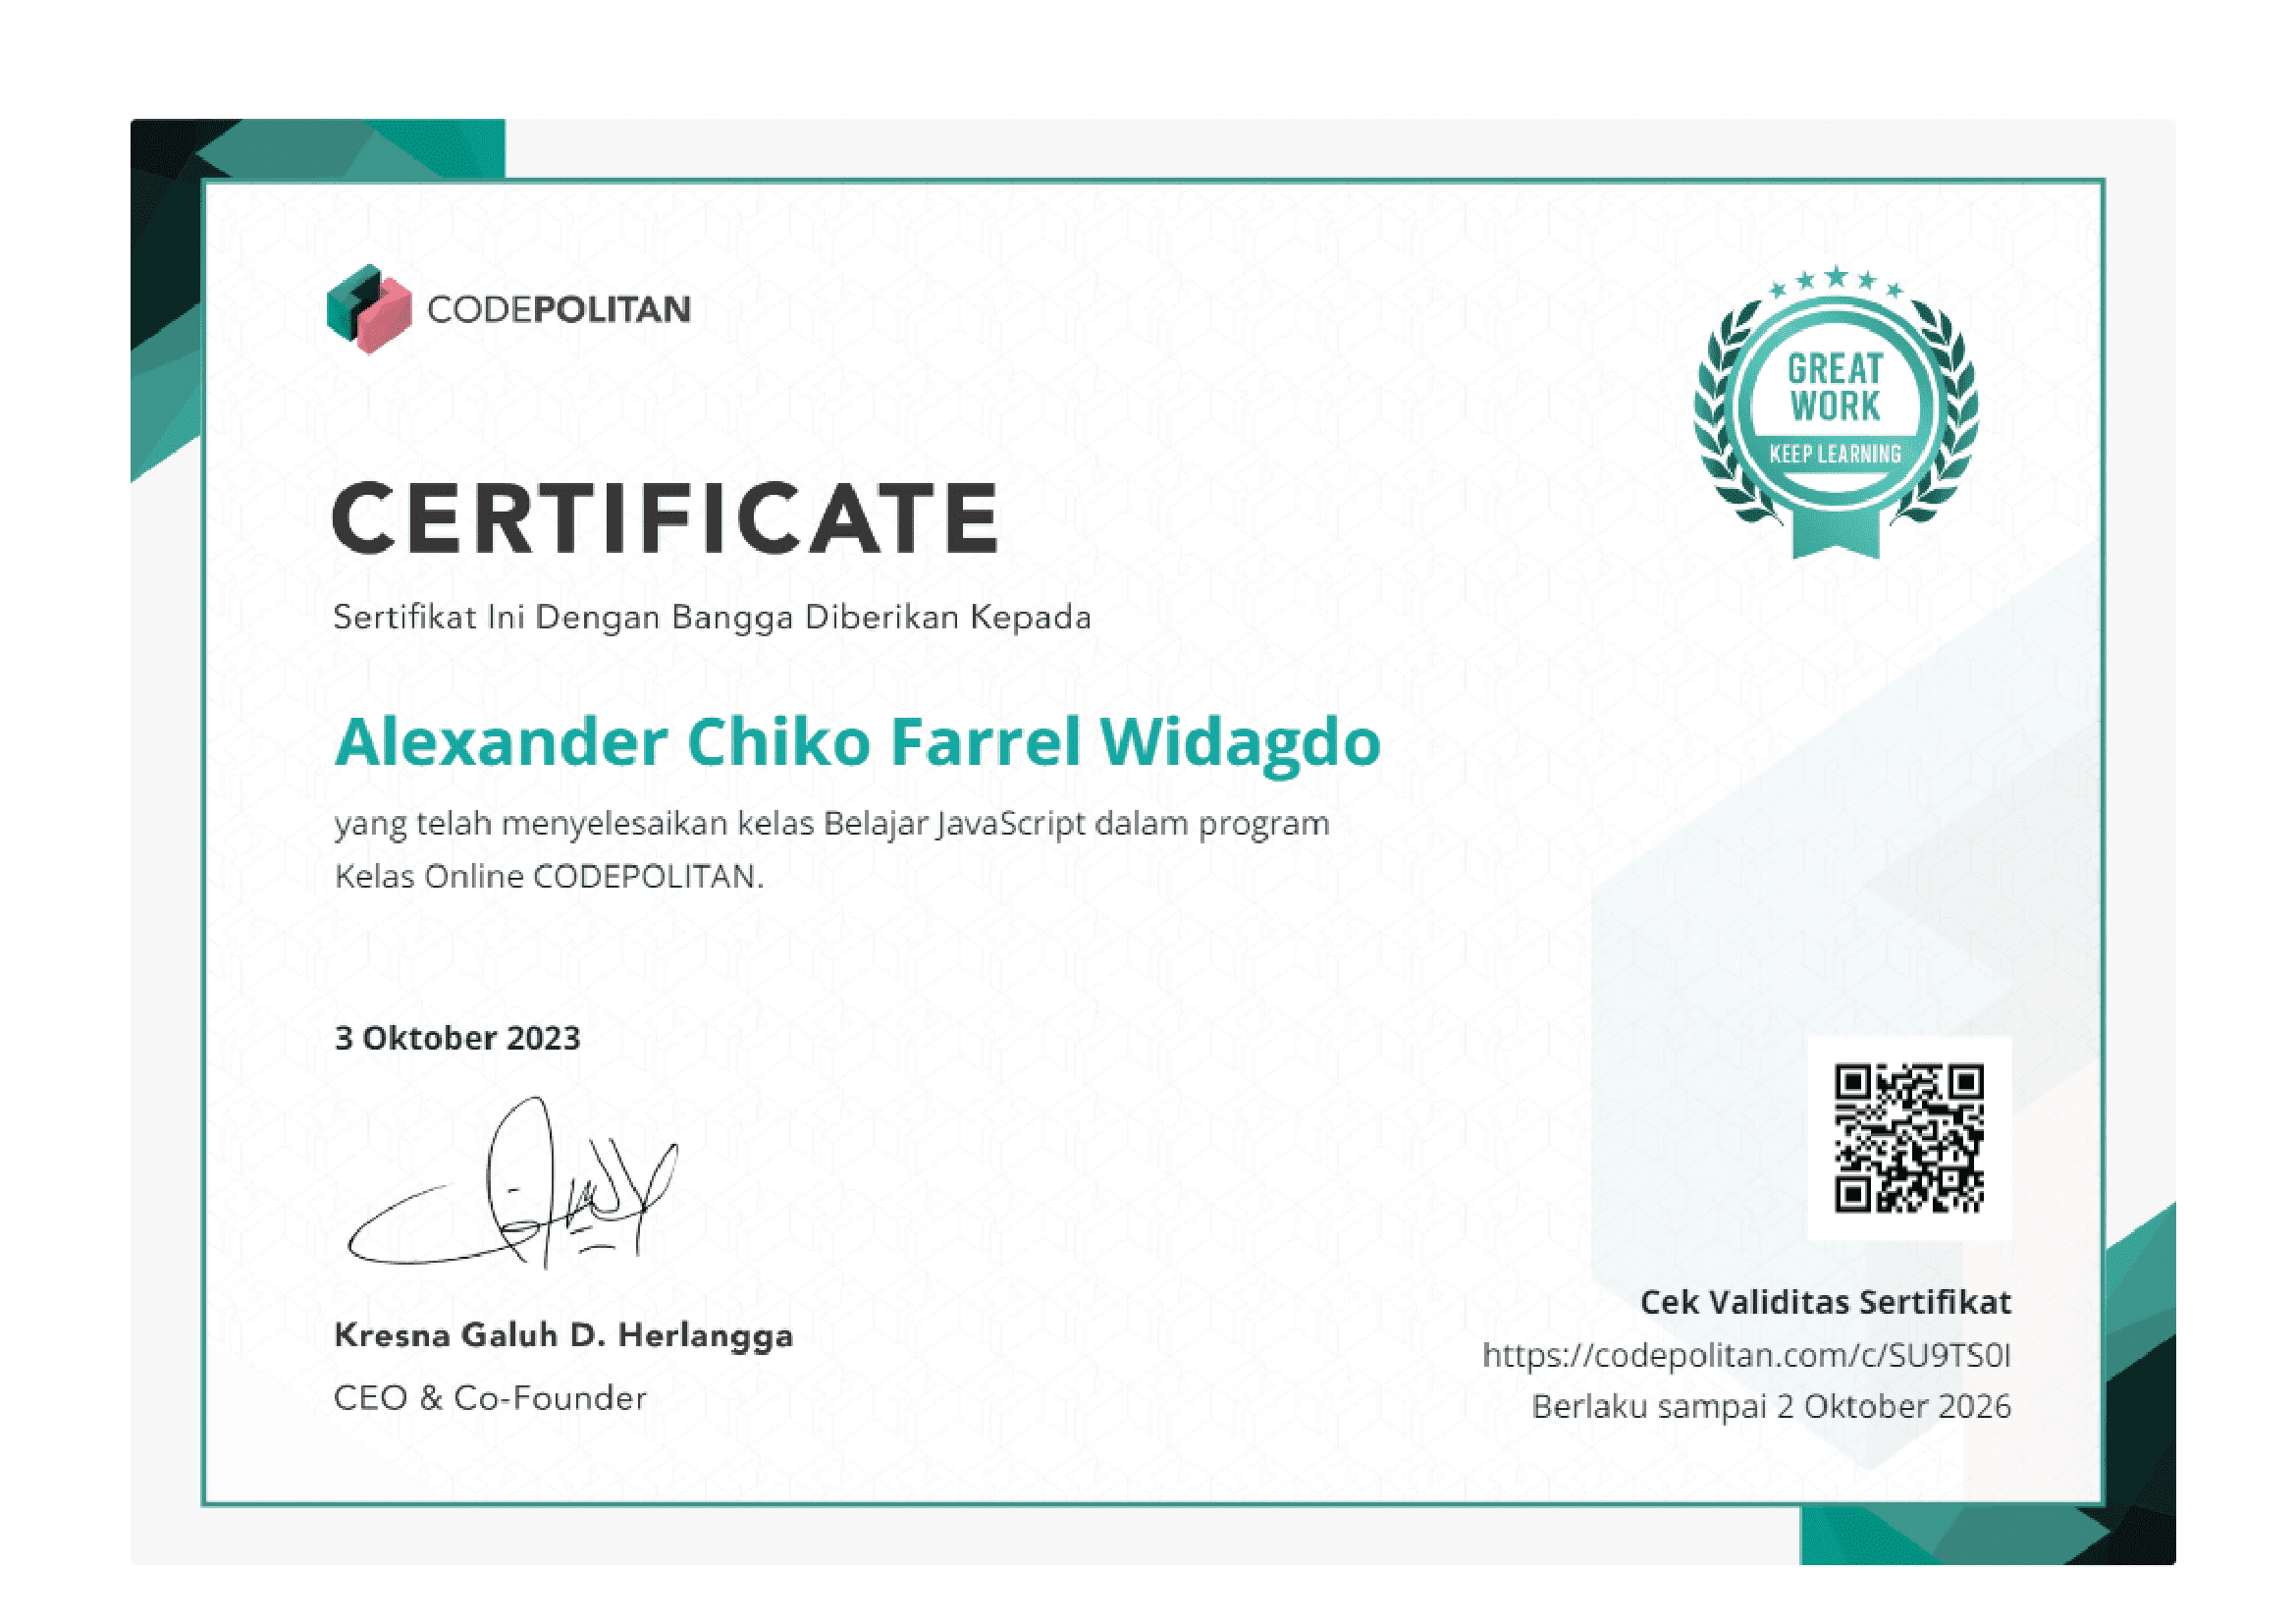 CODEPOLITAN
GREAT
WORK
KEEP LEARNING
CERTIFICATE
Sertifikat Ini Dengan Bangga Diberikan Kepada
Alexander Chiko Farrel Widagdo
yang telah menyelesaikan kelas Belajar JavaScript dalam program
Kelas Online CODEPOLITAN.
3 Oktober 2023
Kresna Galuh D. Herlangga
CEO & Co-Founder
Cek Validitas Sertifikat
https://codepolitan.com/c/SU9TS0I
Berlaku sampai 2 Oktober 2026